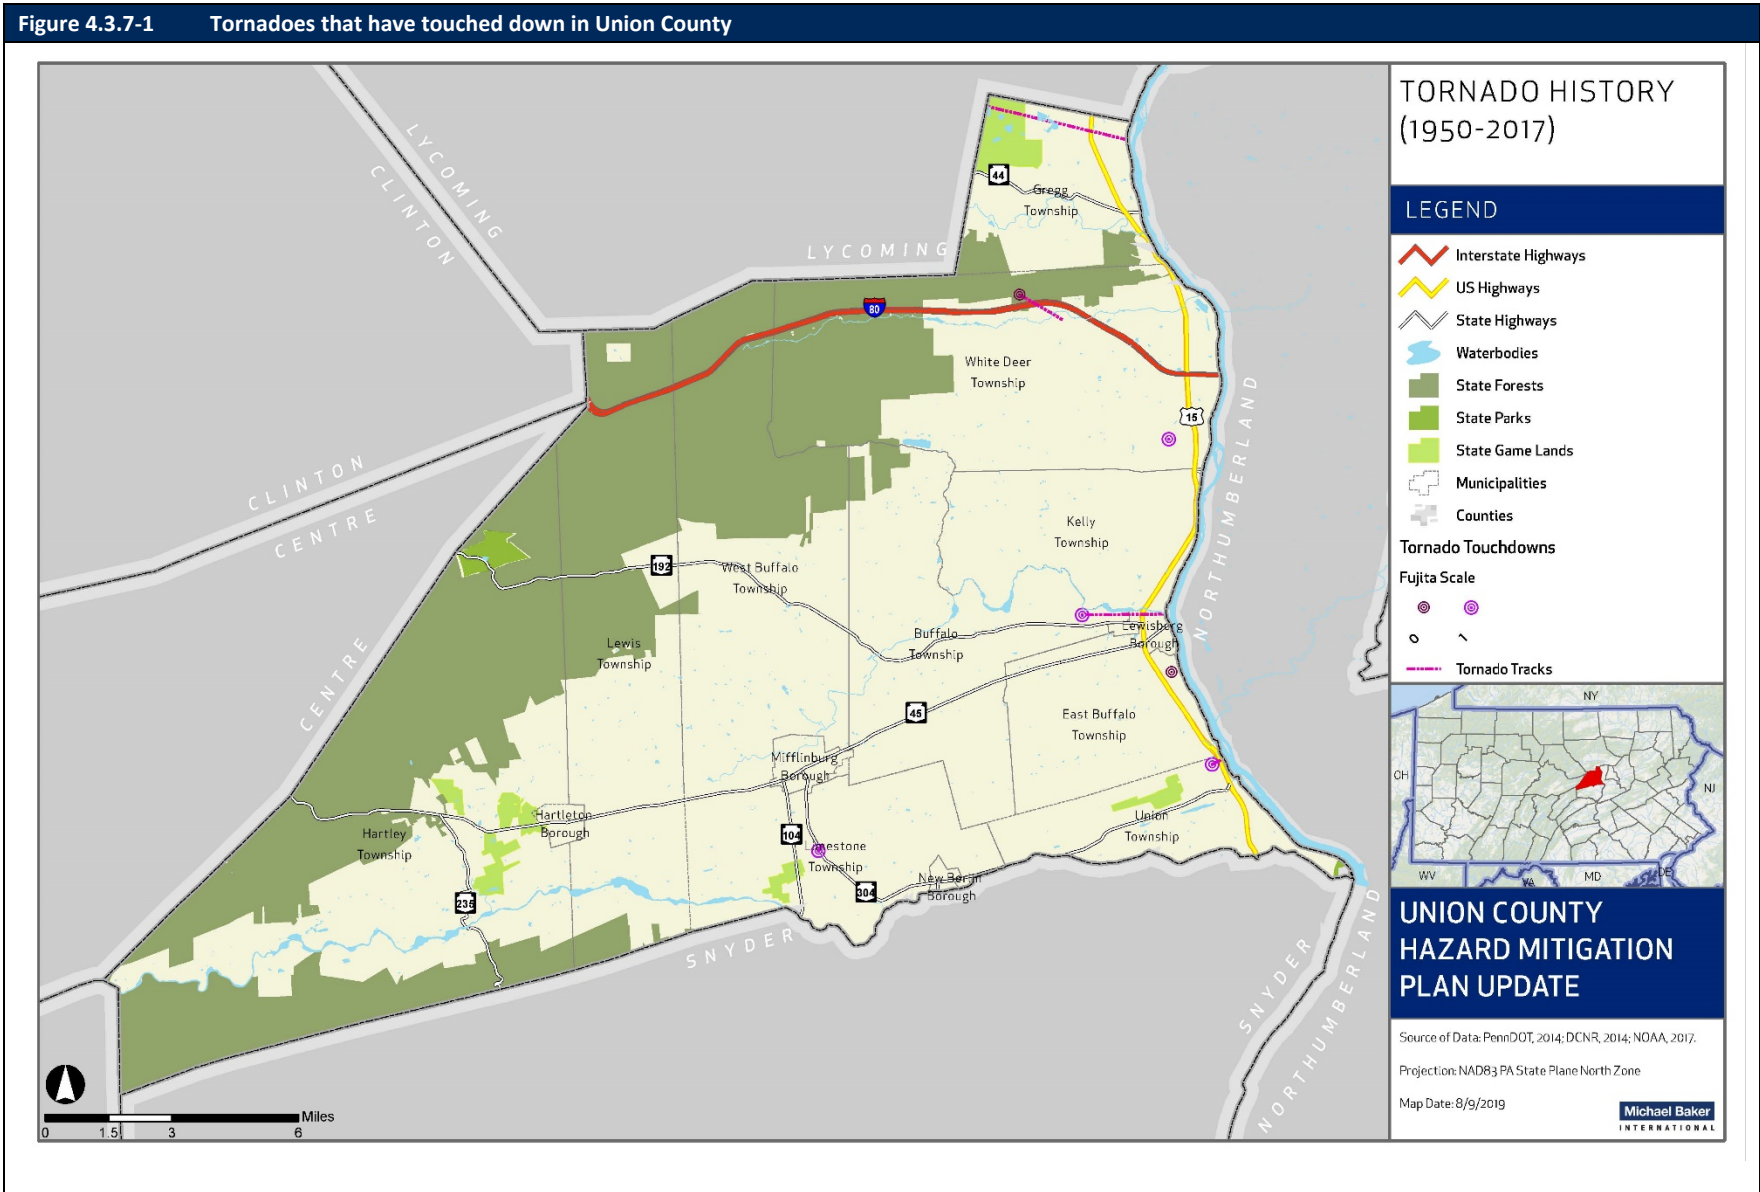 Figure 4.3.7-1 Tornadoes that have touched down in Union County
TORNADO HISTORY
(1950-2017)
LEGEND
Interstate Highways
US Highways
State Highways
Waterbodies
State Forests
State Parks
State Game Lands
Municipalities
Counties
Tornado Touchdowns
Fujita Scale
0 1
Tornado Tracks
NY
OH
NJ
WV
VA
MD
DE
UNION COUNTY
HAZARD MITIGATION
PLAN UPDATE
Source of Data: PennDOT, 2014; DCNR, 2014; NOAA, 2017.
Projection: NAD83 PA State Plane North Zone
Map Date: 8/9/2019
Michael Baker
INTERNATIONAL
LYCOMING
CLINTON
LYCOMING
44
Gregg
Township
80
White Deer
Township
15
NORTHUMBERLAND
CLINTON
CENTRE
Kelly
Township
192
West Buffalo
Township
Lewis
Township
Buffalo
Township
Lewisberg
Borough
CENTRE
45
East Buffalo
Township
Mifflinburg
Borough
Hartleton
Borough
Hartley
Township
104
Limestone
Township
Union
Township
304
New Berlin
Borough
235
SNYDER
SNYDER
NORTHUMBERLAND
Miles
0 1.5 3 6